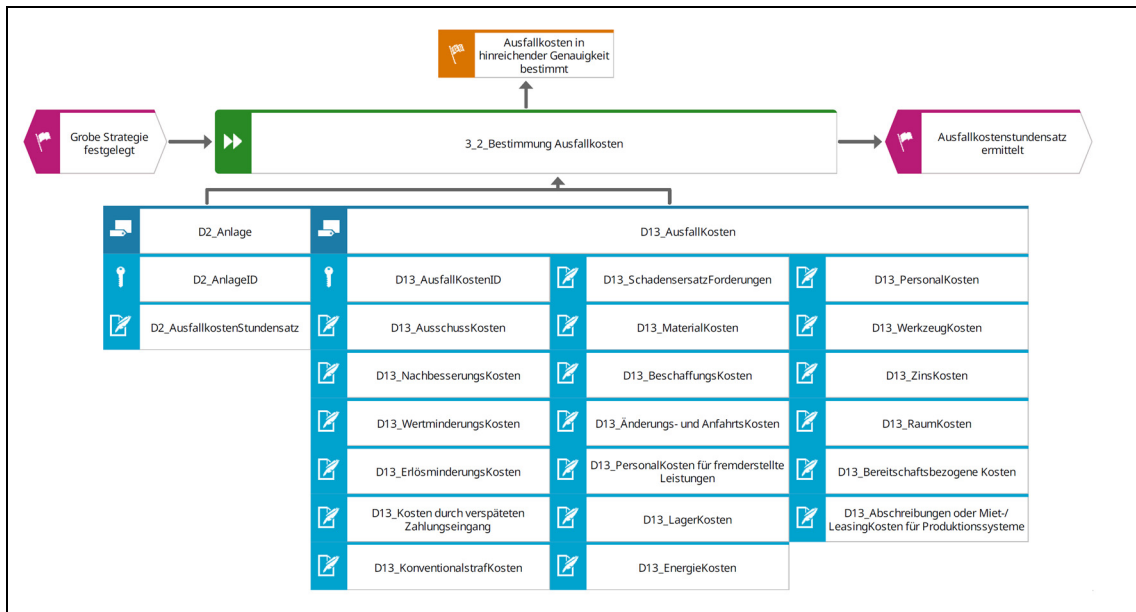 Ausfallkosten in
hinreichender Genauigkeit
bestimmt
Grobe Strategie
festgelegt
3_2_Bestimmung Ausfallkosten
Ausfallkostenstundensatz
ermittelt
D2_Anlage
D13_AusfallKosten
D2_AnlageID
D13_AusfallKostenID
D13_SchadensersatzForderungen
D13_PersonalKosten
D2_AusfallkostenStundensatz
D13_AusschussKosten
D13_MaterialKosten
D13_WerkzeugKosten
D13_NachbesserungsKosten
D13_BeschaffungsKosten
D13_ZinsKosten
D13_WertminderungsKosten
D13_Änderungs- und AnfahrtsKosten
D13_RaumKosten
D13_ErlösminderungsKosten
D13_PersonalKosten für fremderstellte
Leistungen
D13_Bereitschaftsbezogene Kosten
D13_Kosten durch verspäteten
Zahlungseingang
D13_LagerKosten
D13_Abschreibungen oder Miet-/
LeasingKosten für Produktionssysteme
D13_KonventionalstrafKosten
D13_EnergieKosten